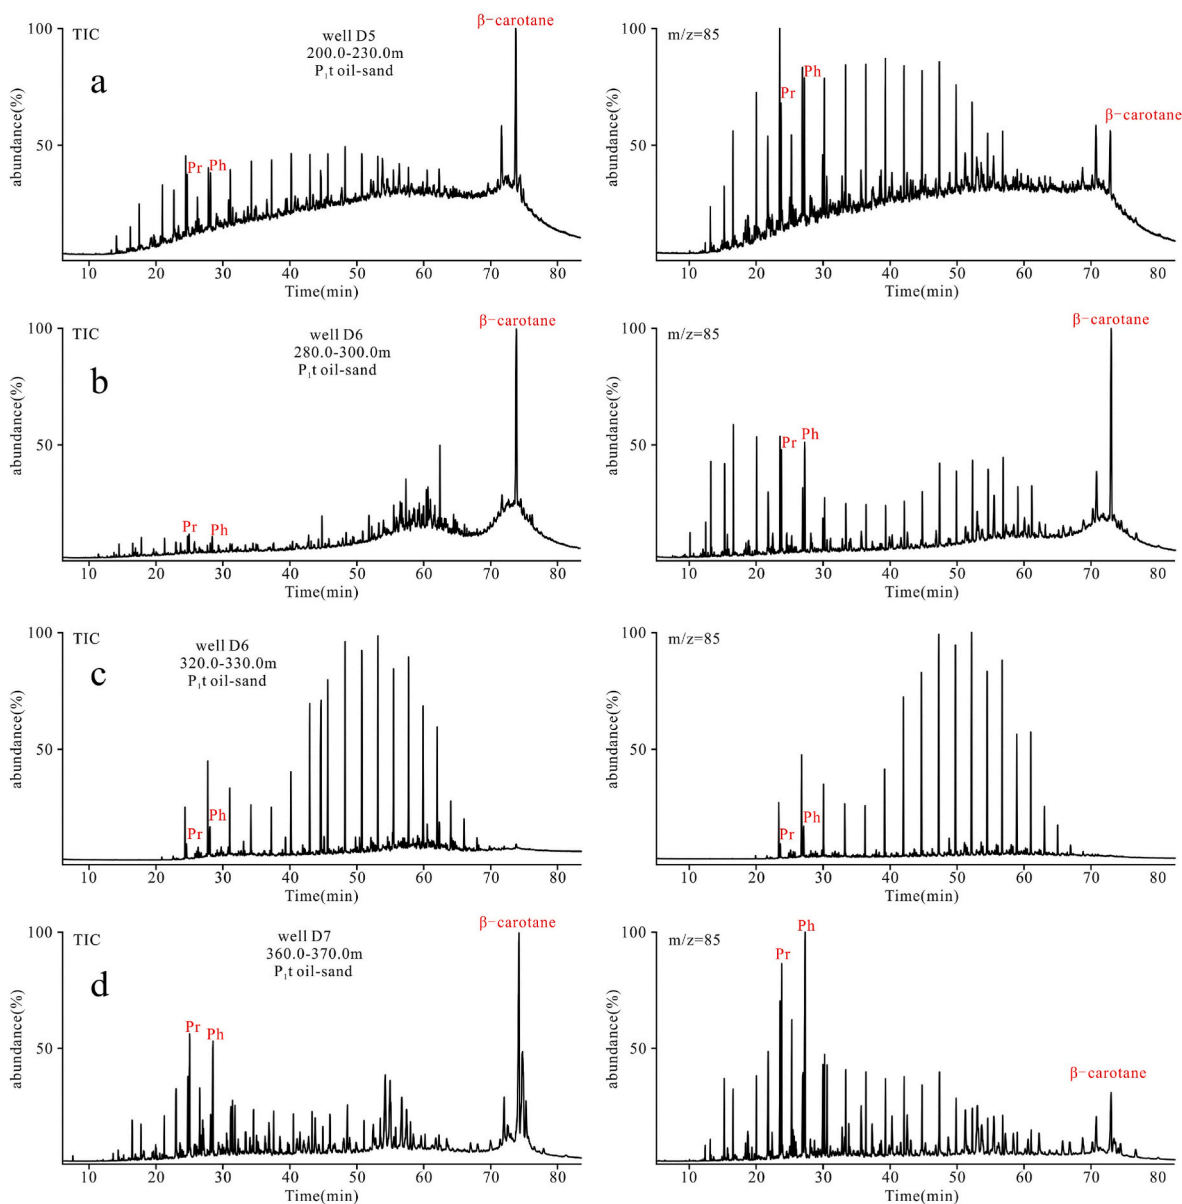 TIC
well D5
200.0-230.0m
P₁t oil-sand
β-carotane
a
Pr
Ph
100
50
abundance(%)
10 20 30 40 50 60 70 80
Time(min)
m/z=85
Pr
Ph
β-carotane
100
50
abundance(%)
10 20 30 40 50 60 70 80
Time(min)
TIC
well D6
280.0-300.0m
P₁t oil-sand
β-carotane
b
Pr
Ph
100
50
abundance(%)
10 20 30 40 50 60 70 80
Time(min)
m/z=85
β-carotane
Pr
Ph
100
50
abundance(%)
10 20 30 40 50 60 70 80
Time(min)
TIC
well D6
320.0-330.0m
P₁t oil-sand
c
Pr
Ph
100
50
abundance(%)
10 20 30 40 50 60 70 80
Time(min)
m/z=85
Pr
Ph
100
50
abundance(%)
10 20 30 40 50 60 70 80
Time(min)
TIC
well D7
360.0-370.0m
P₁t oil-sand
β-carotane
d
Pr
Ph
100
50
abundance(%)
10 20 30 40 50 60 70 80
Time(min)
m/z=85
Pr
Ph
β-carotane
100
50
abundance(%)
10 20 30 40 50 60 70 80
Time(min)